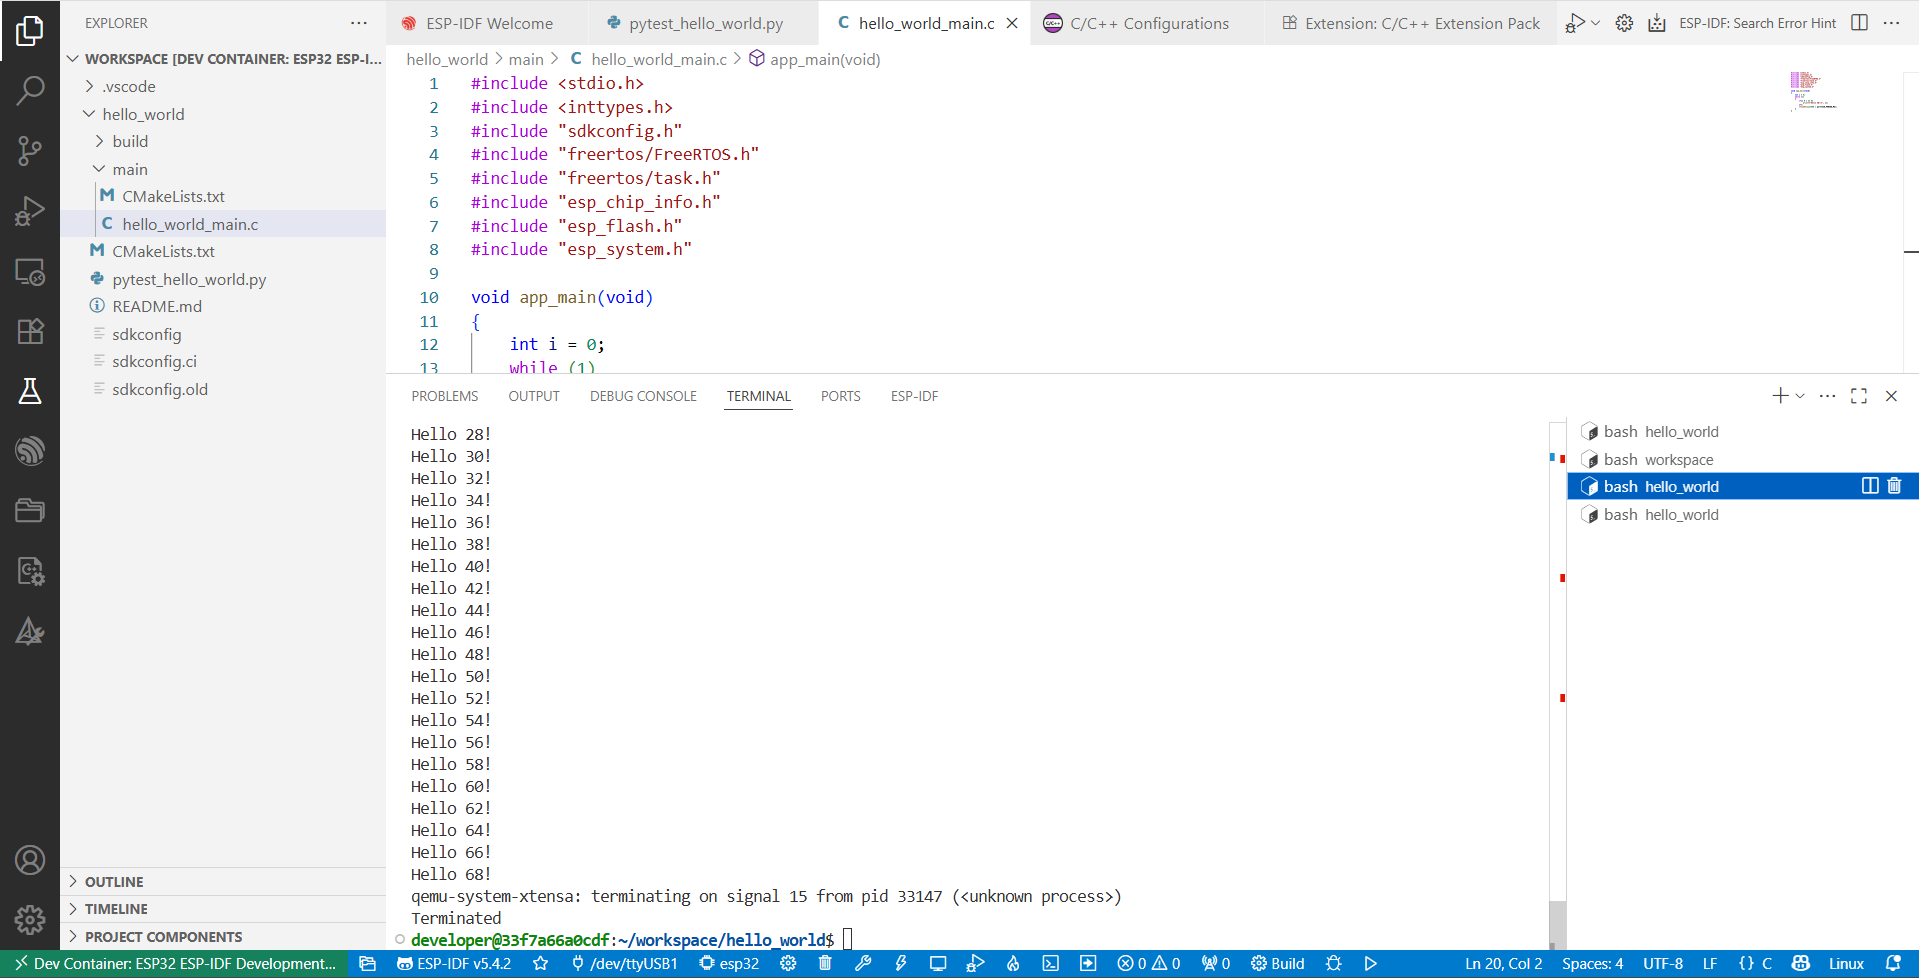 EXPLORER
WORKSPACE [DEV CONTAINER: ESP32 ESP-I...
.vscode
hello_world
build
main
CMakeLists.txt
hello_world_main.c
CMakeLists.txt
pytest_hello_world.py
README.md
sdkconfig
sdkconfig.ci
sdkconfig.old
OUTLINE
TIMELINE
PROJECT COMPONENTS
ESP-IDF Welcome
pytest_hello_world.py
hello_world_main.c
C/C++ Configurations
Extension: C/C++ Extension Pack
ESP-IDF: Search Error Hint
hello_world > main > C hello_world_main.c > app_main(void)
1 #include <stdio.h>
2 #include <inttypes.h>
3 #include "sdkconfig.h"
4 #include "freertos/FreeRTOS.h"
5 #include "freertos/task.h"
6 #include "esp_chip_info.h"
7 #include "esp_flash.h"
8 #include "esp_system.h"
9
10 void app_main(void)
11 {
12 int i = 0;
13 while (1)
PROBLEMS OUTPUT DEBUG CONSOLE TERMINAL PORTS ESP-IDF
Hello 28!
Hello 30!
Hello 32!
Hello 34!
Hello 36!
Hello 38!
Hello 40!
Hello 42!
Hello 44!
Hello 46!
Hello 48!
Hello 50!
Hello 52!
Hello 54!
Hello 56!
Hello 58!
Hello 60!
Hello 62!
Hello 64!
Hello 66!
Hello 68!
qemu-system-xtensa: terminating on signal 15 from pid 33147 (<unknown process>)
Terminated
developer@33f7a66a0cdf:~/workspace/hello_world$
bash hello_world
bash workspace
bash hello_world
bash hello_world
Dev Container: ESP32 ESP-IDF Development... ESP-IDF v5.4.2 /dev/ttyUSB1 esp32 0 0 0 Build Ln 20, Col 2 Spaces: 4 UTF-8 LF {} C Linux